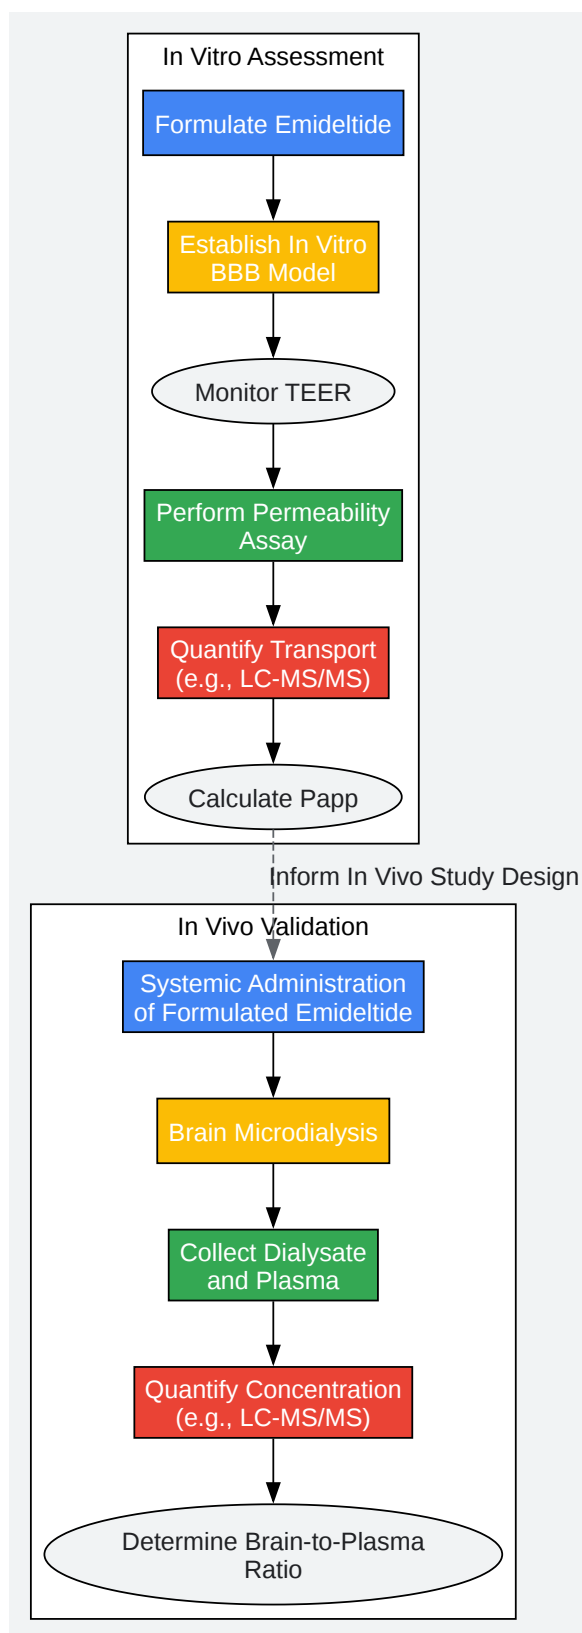 In Vitro Assessment
Formulate Emideltide
Establish In Vitro
BBB Model
Monitor TEER
Perform Permeability
Assay
Quantify Transport
(e.g., LC-MS/MS)
Calculate Papp
Inform In Vivo Study Design
In Vivo Validation
Systemic Administration
of Formulated Emideltide
Brain Microdialysis
Collect Dialysate
and Plasma
Quantify Concentration
(e.g., LC-MS/MS)
Determine Brain-to-Plasma
Ratio